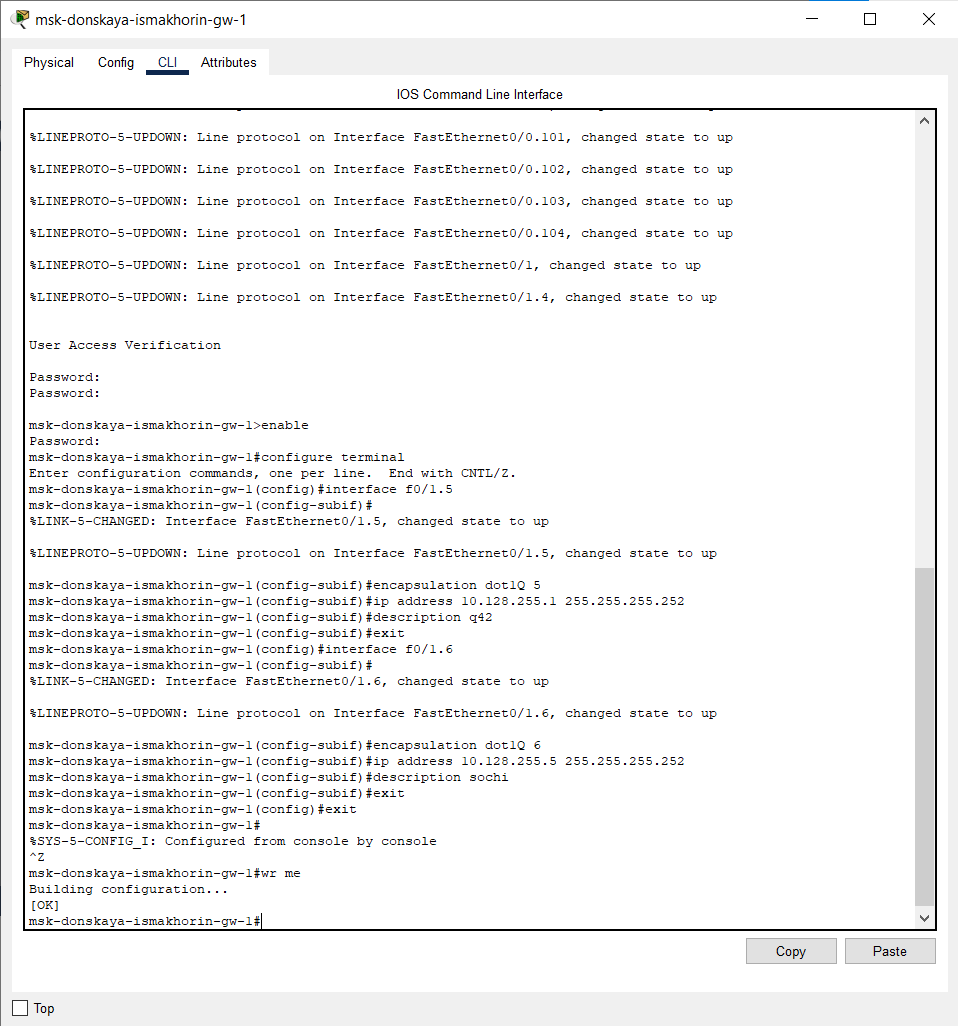 msk-donskaya-ismakhorin-gw-1
Physical Config CLI Attributes
IOS Command Line Interface
%LINEPROTO-5-UPDOWN: Line protocol on Interface FastEthernet0/0.101, changed state to up
%LINEPROTO-5-UPDOWN: Line protocol on Interface FastEthernet0/0.102, changed state to up
%LINEPROTO-5-UPDOWN: Line protocol on Interface FastEthernet0/0.103, changed state to up
%LINEPROTO-5-UPDOWN: Line protocol on Interface FastEthernet0/0.104, changed state to up
%LINEPROTO-5-UPDOWN: Line protocol on Interface FastEthernet0/1, changed state to up
%LINEPROTO-5-UPDOWN: Line protocol on Interface FastEthernet0/1.4, changed state to up
User Access Verification
Password:
Password:
msk-donskaya-ismakhorin-gw-1>enable
Password:
msk-donskaya-ismakhorin-gw-1#configure terminal
Enter configuration commands, one per line.  End with CNTL/Z.
msk-donskaya-ismakhorin-gw-1(config)#interface f0/1.5
msk-donskaya-ismakhorin-gw-1(config-subif)#
%LINK-5-CHANGED: Interface FastEthernet0/1.5, changed state to up
%LINEPROTO-5-UPDOWN: Line protocol on Interface FastEthernet0/1.5, changed state to up
msk-donskaya-ismakhorin-gw-1(config-subif)#encapsulation dot1Q 5
msk-donskaya-ismakhorin-gw-1(config-subif)#ip address 10.128.255.1 255.255.255.252
msk-donskaya-ismakhorin-gw-1(config-subif)#description q42
msk-donskaya-ismakhorin-gw-1(config-subif)#exit
msk-donskaya-ismakhorin-gw-1(config)#interface f0/1.6
msk-donskaya-ismakhorin-gw-1(config-subif)#
%LINK-5-CHANGED: Interface FastEthernet0/1.6, changed state to up
%LINEPROTO-5-UPDOWN: Line protocol on Interface FastEthernet0/1.6, changed state to up
msk-donskaya-ismakhorin-gw-1(config-subif)#encapsulation dot1Q 6
msk-donskaya-ismakhorin-gw-1(config-subif)#ip address 10.128.255.5 255.255.255.252
msk-donskaya-ismakhorin-gw-1(config-subif)#description sochi
msk-donskaya-ismakhorin-gw-1(config-subif)#exit
msk-donskaya-ismakhorin-gw-1(config)#exit
msk-donskaya-ismakhorin-gw-1#
%SYS-5-CONFIG_I: Configured from console by console
^Z
msk-donskaya-ismakhorin-gw-1#wr me
Building configuration...
[OK]
msk-donskaya-ismakhorin-gw-1#
Copy Paste
Top